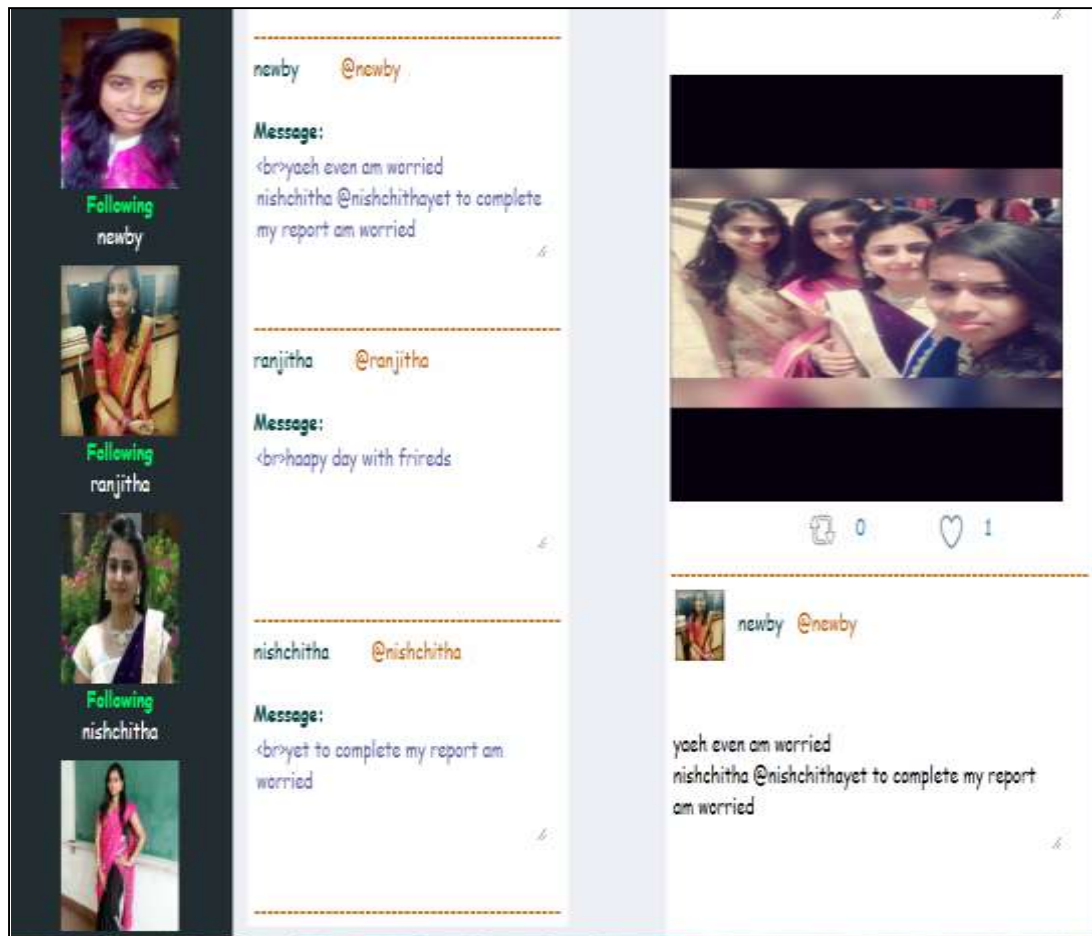 Following
newby
Following
ranjitha
Following
nishchitha
newby @newby
Message:
<br>yaeh even am worried
nishchitha @nishchithayet to complete
my report am worried
ranjitha @ranjitha
Message:
<br>haapy day with frireds
nishchitha @nishchitha
Message:
<br>yet to complete my report am
worried
0 1
newby @newby
yaeh even am worried
nishchitha @nishchithayet to complete my report
am worried